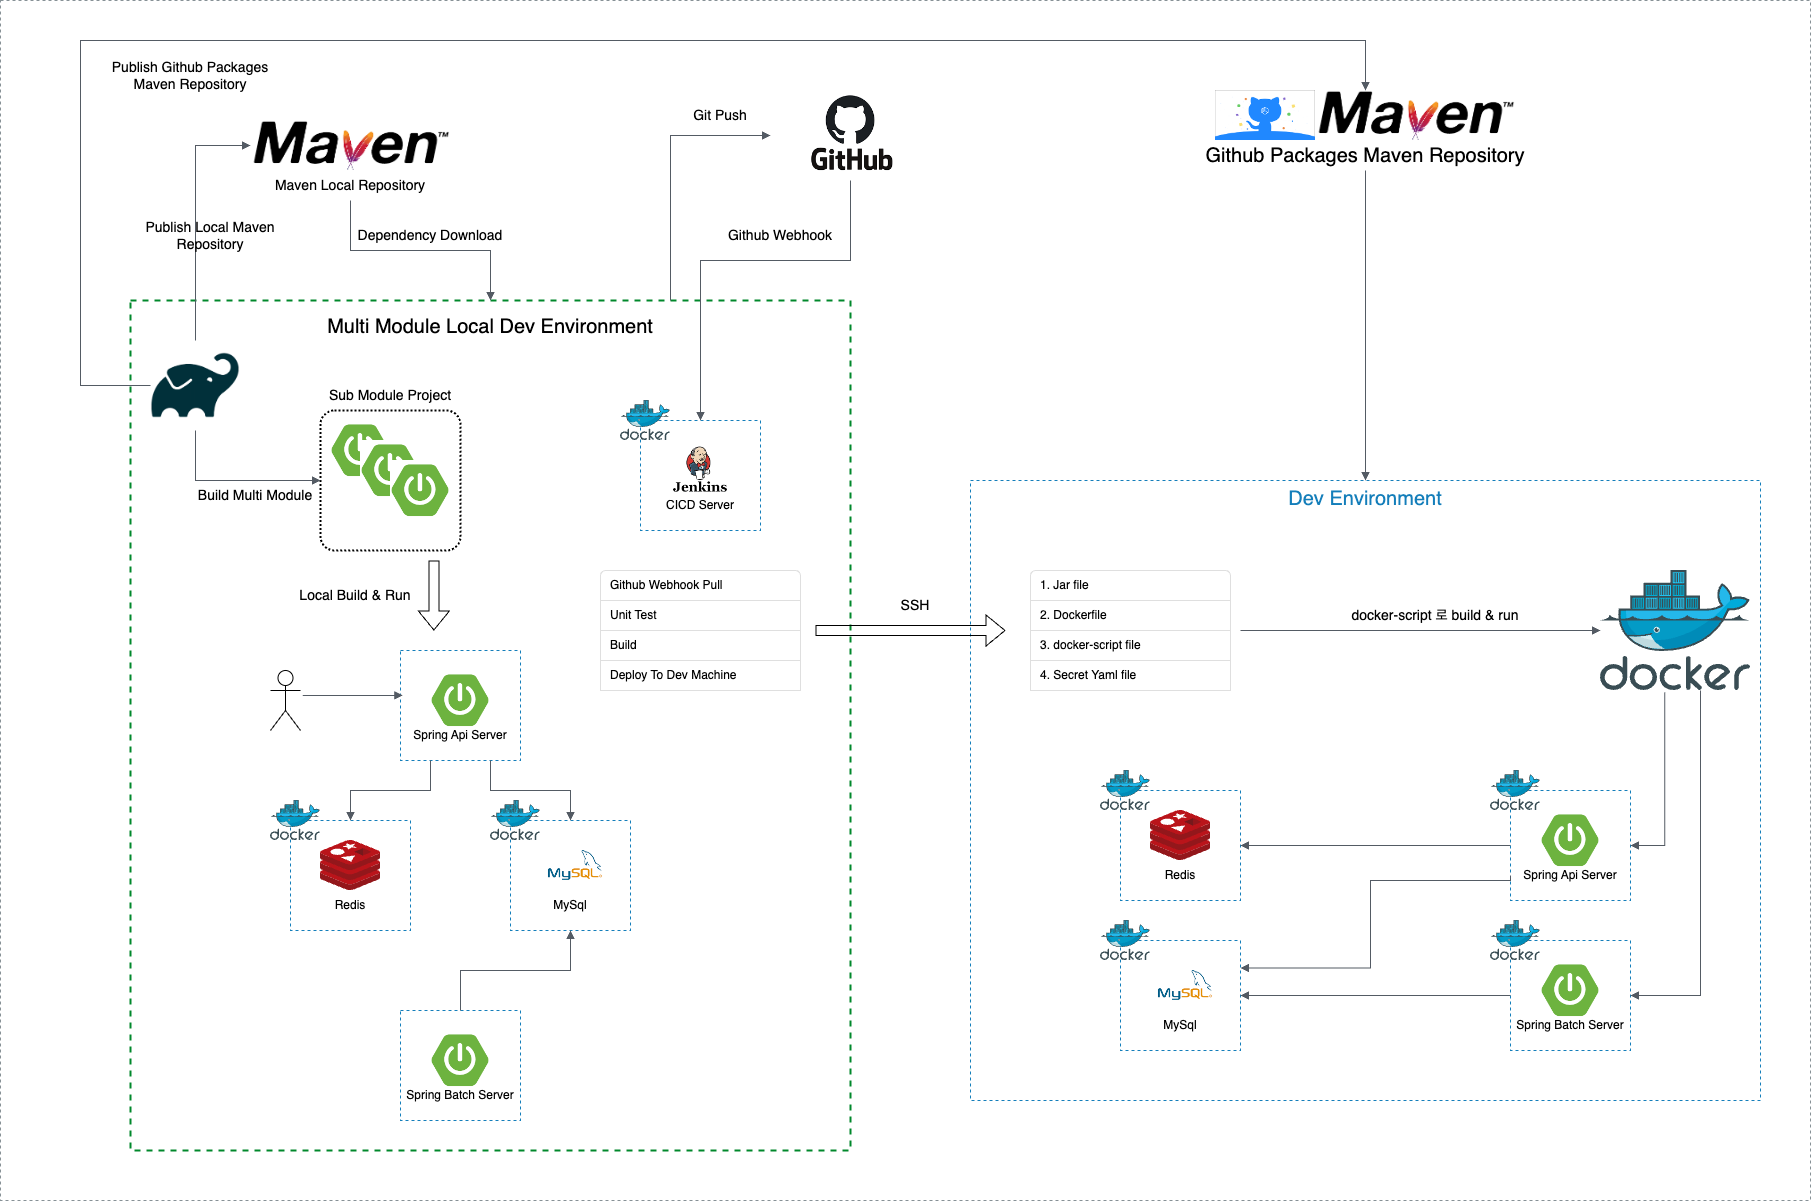 Publish Github Packages
Maven Repository
Maven™
Maven Local Repository
Publish Local Maven
Repository
Dependency Download
Git Push
GitHub
Github Webhook
Maven™
Github Packages Maven Repository
Multi Module Local Dev Environment
Sub Module Project
Build Multi Module
Local Build & Run
docker
Jenkins
CICD Server
Github Webhook Pull
Unit Test
Build
Deploy To Dev Machine
SSH
Spring Api Server
docker
Redis
docker
MySQL
MySql
Spring Batch Server
Dev Environment
1. Jar file
2. Dockerfile
3. docker-script file
4. Secret Yaml file
docker-script 로 build & run
docker
docker
Redis
docker
Spring Api Server
docker
MySQL
MySql
docker
Spring Batch Server